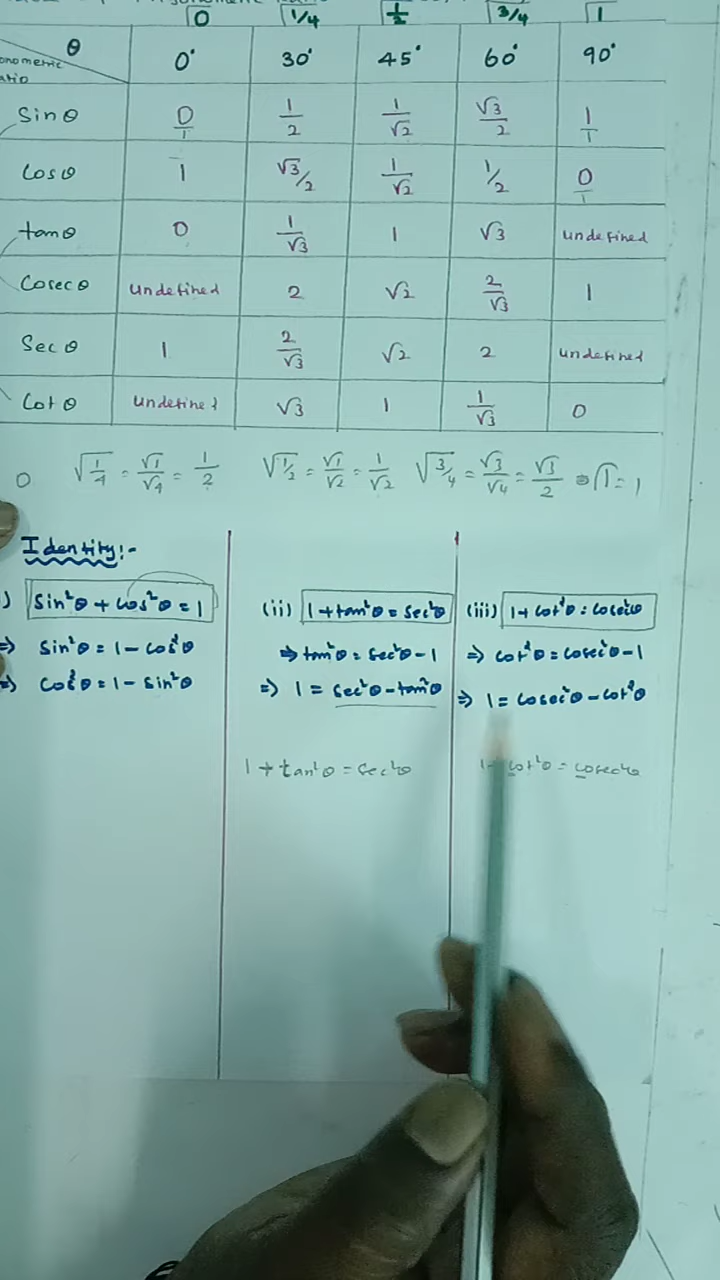 √0 √1/4 √1/2 √3/4 √1
θ 0° 30° 45° 60° 90°
onometric
ratio
Sinθ 0/1 1/2 1/√2 √3/2 1/1
Cosθ 1 √3/2 1/√2 1/2 0/1
tanθ 0 1/√3 1 √3 undefined
Cosecθ undefined 2 √2 2/√3 1
Secθ 1 2/√3 √2 2 undefined
Cotθ undefined √3 1 1/√3 0
0 √1/4 = √1/√4 = 1/2 √1/2 = √1/√2 = 1/√2 √3/4 = √3/√4 = √3/2 √1 = 1
Identity:-
) sin²θ + cos²θ = 1
⇒ sin²θ = 1 - cos²θ
⇒ cos²θ = 1 - sin²θ
(ii) 1 + tan²θ = sec²θ
⇒ tan²θ = sec²θ - 1
⇒ 1 = sec²θ - tan²θ
1 + tan²θ = sec²θ
(iii) 1 + cot²θ = cosec²θ
⇒ cot²θ = cosec²θ - 1
⇒ 1 = cosec²θ - cot²θ
1 + cot²θ = cosec²θ